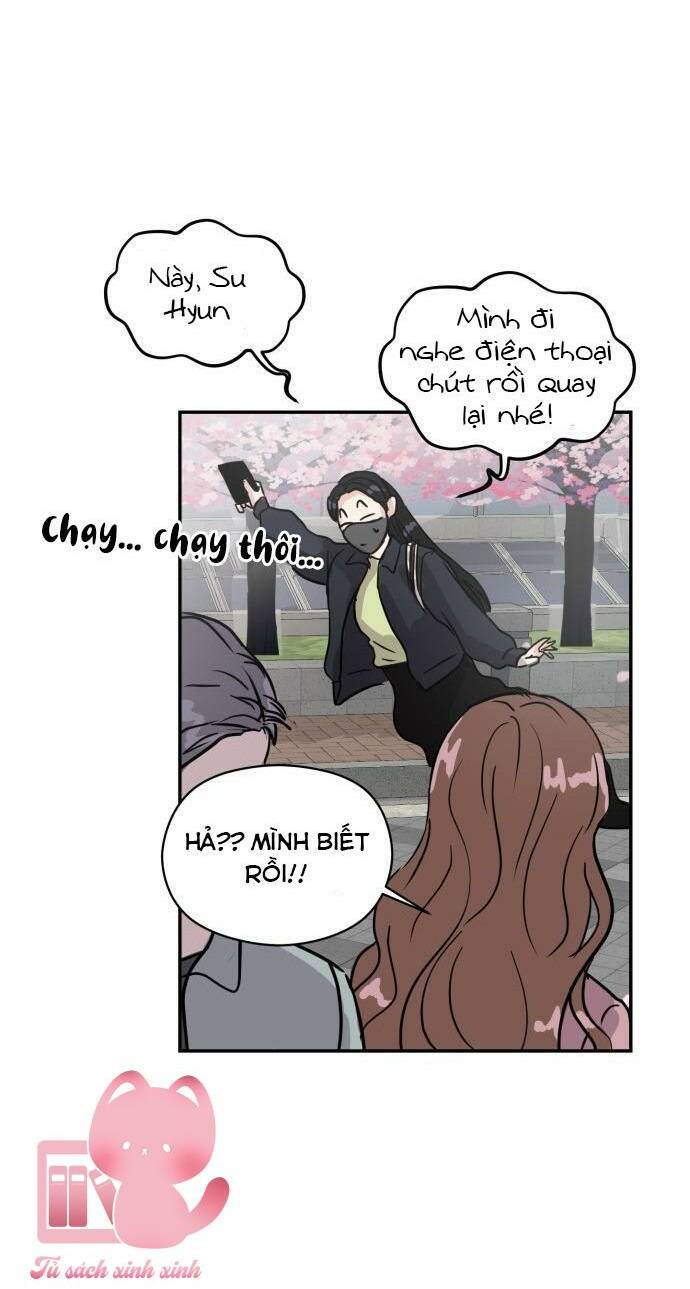 Này, Su
Hyun
Mình đi
nghe điện thoại
chút rồi quay
lại nhé!
Chạy... chạy thôi...
HẢ?? MÌNH BIẾT
RỒI!!
Tủ sách xinh xinh